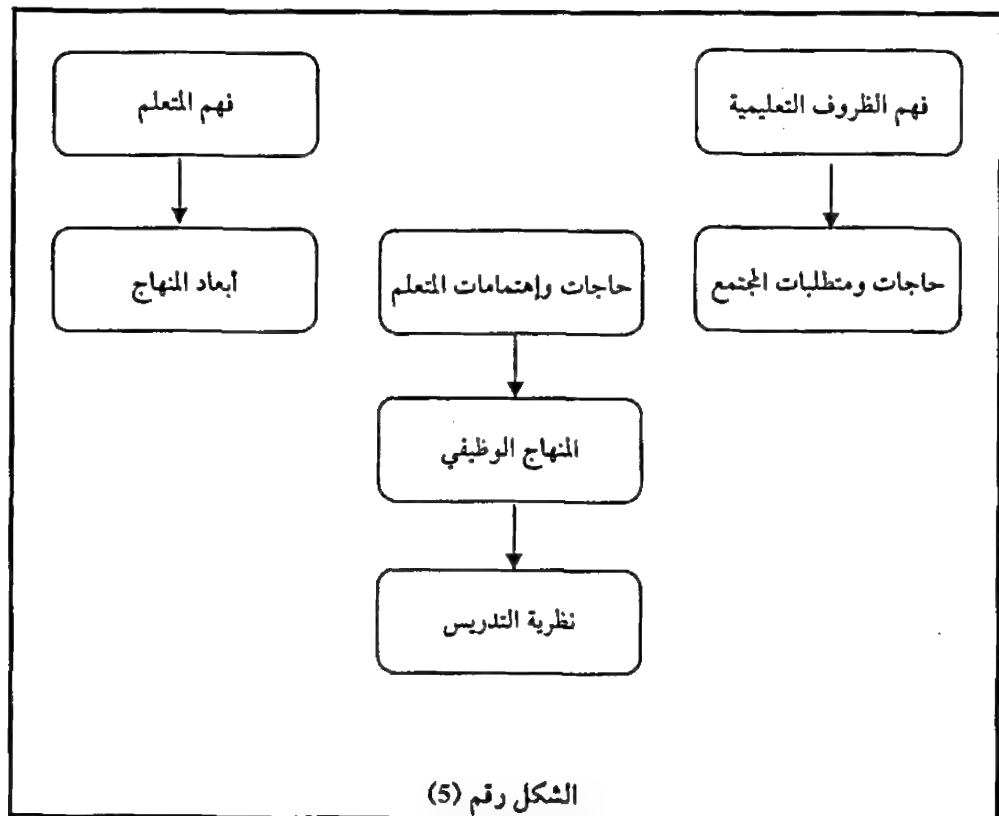 فهم الظروف التعليمية
فهم المتعلم
حاجات ومتطلبات المجتمع
حاجات وإهتمامات المتعلم
أبعاد المنهاج
المنهاج الوظيفي
نظرية التدريس
الشكل رقم (5)